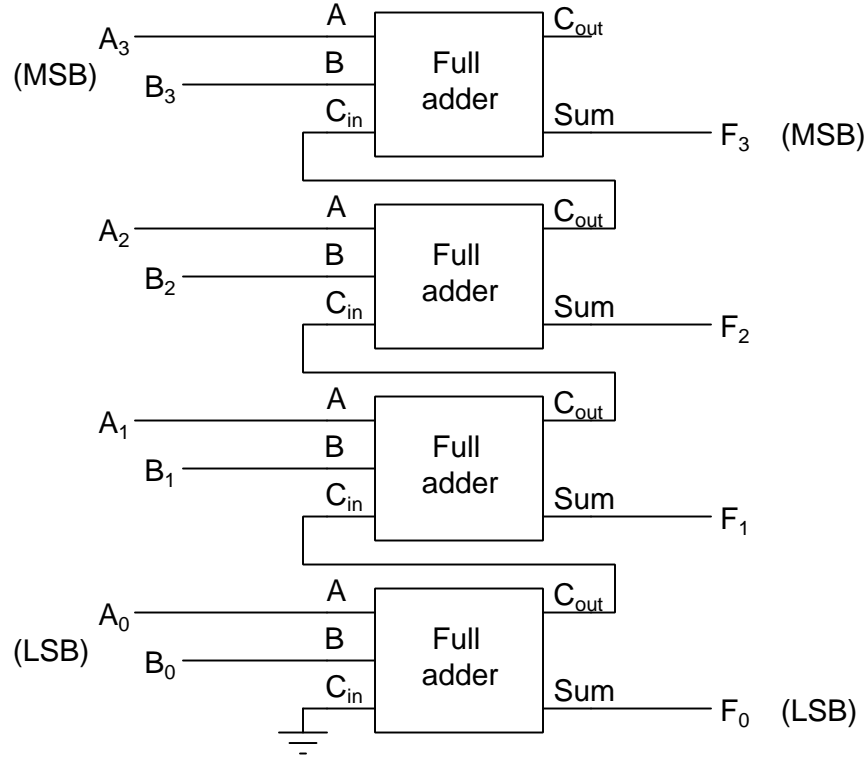 A Cout
A3
Full
(MSB) B B3 adder
Cin Sum F3 (MSB)
A Cout
A2
Full
B B2 adder
Cin Sum F2
A Cout
A1
Full
B B1 adder
Cin Sum F1
A Cout
A0
Full
(LSB) B B0 adder
Cin Sum F0 (LSB)